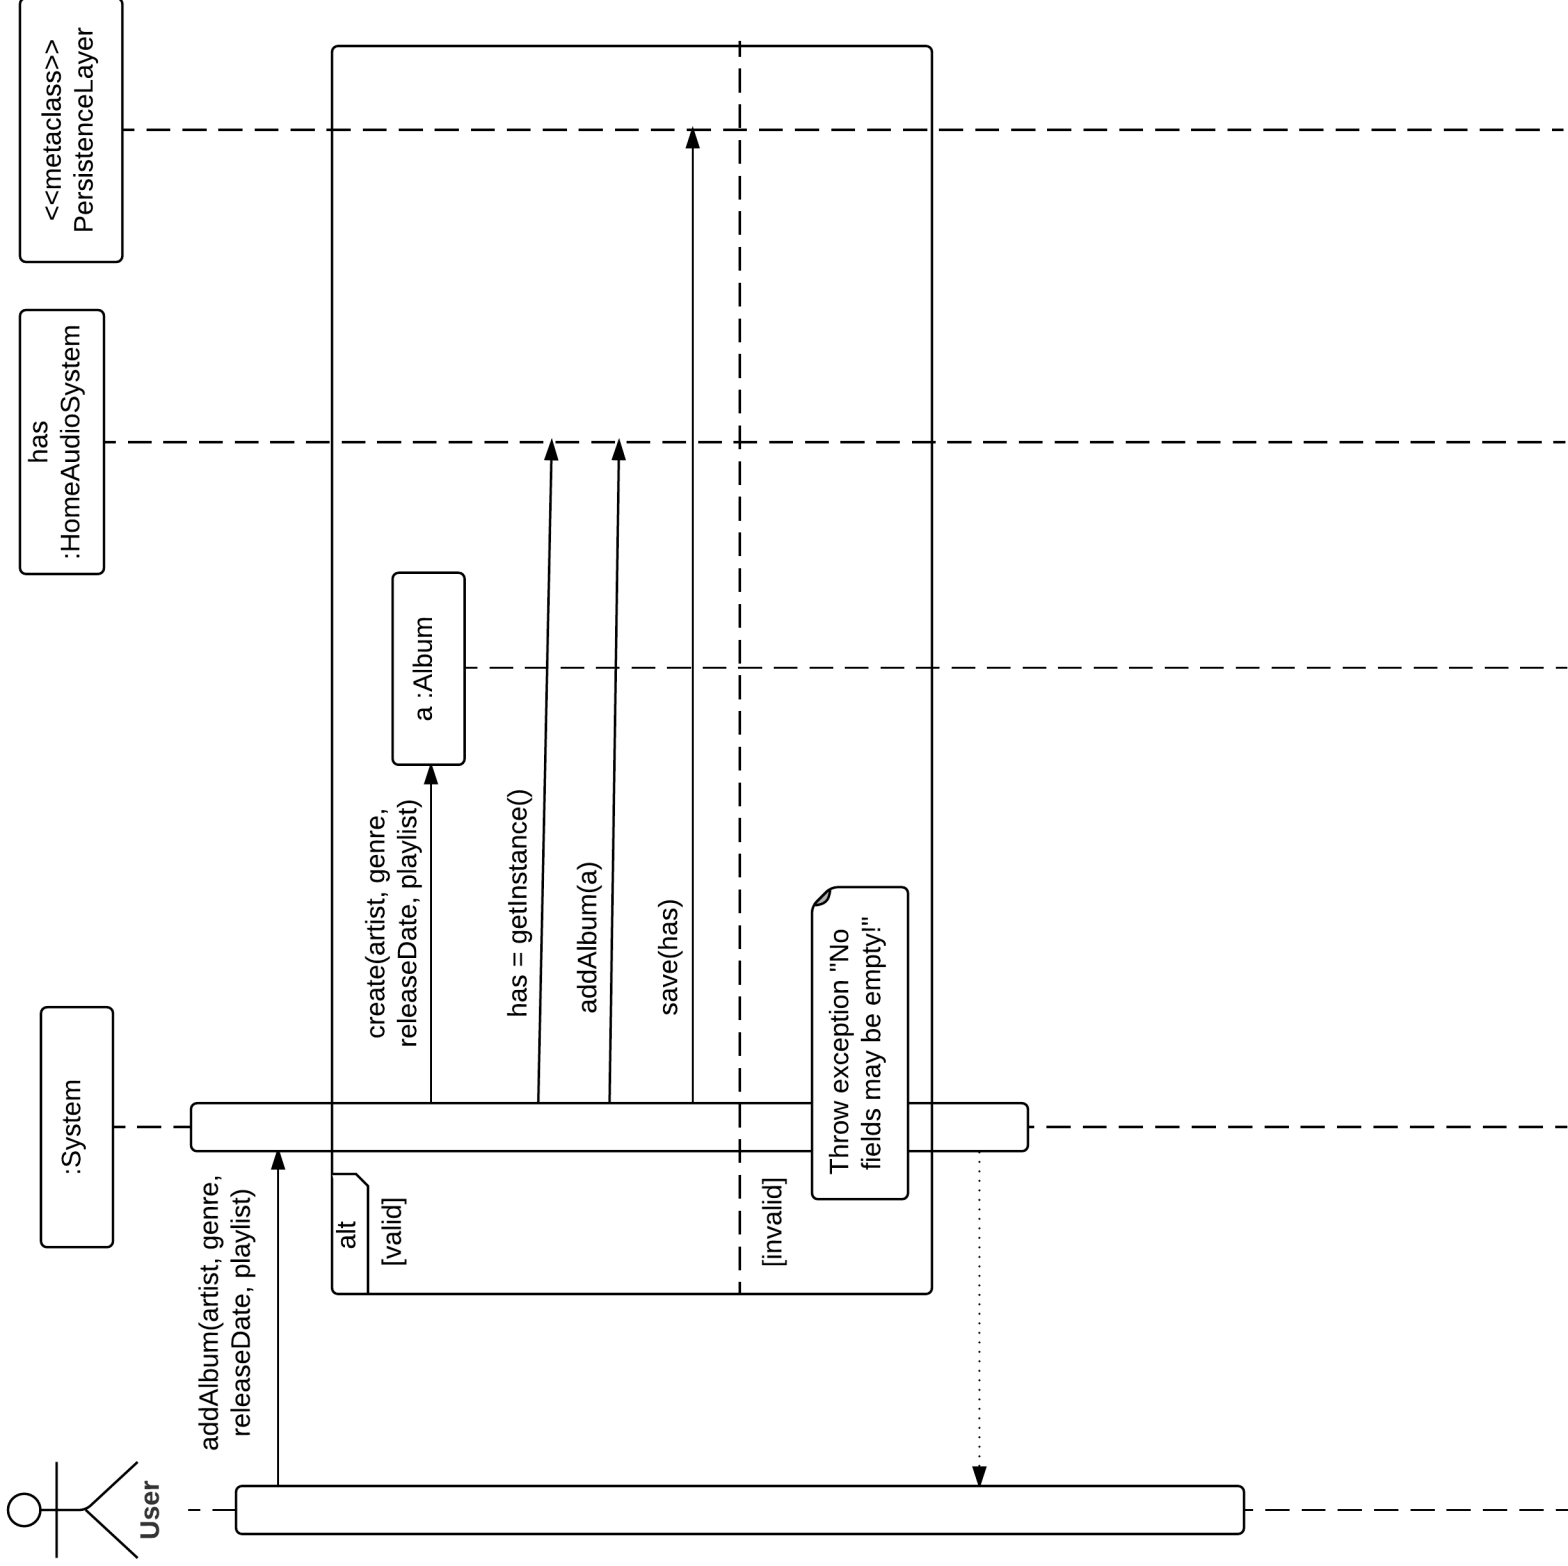 User
:System
has
:HomeAudioSystem
<<metaclass>>
PersistenceLayer
addAlbum(artist, genre,
releaseDate, playlist)
alt
[valid]
create(artist, genre,
releaseDate, playlist)
a :Album
has = getInstance()
addAlbum(a)
save(has)
[invalid]
Throw exception "No
fields may be empty!"